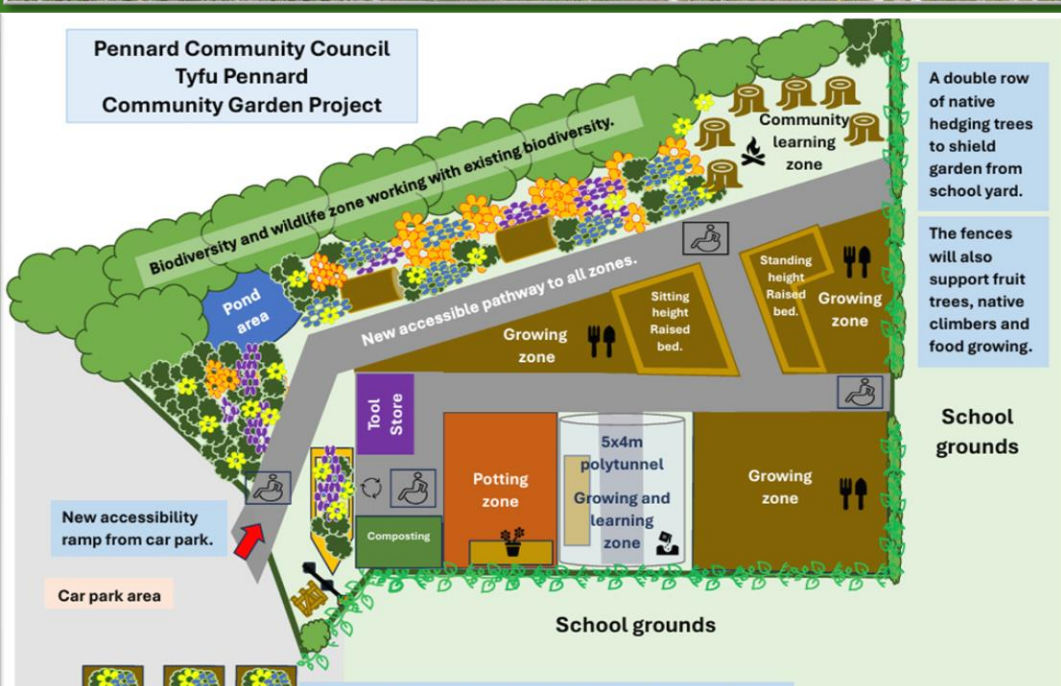 Pennard Community Council
Tyfu Pennard
Community Garden Project
A double row
of native
hedging trees
to shield
garden from
school yard.
Community
learning
zone
Biodiversity and wildlife zone working with existing biodiversity.
The fences
will also
support fruit
trees, native
climbers and
food growing.
Pond
area
New accessible pathway to all zones.
Standing
height
Raised
bed.
Growing
zone
Sitting
height
Raised
bed.
Growing
zone
Tool
Store
School
grounds
5x4m
polytunnel
Growing and
learning
zone
Potting
zone
Growing
zone
New accessibility
ramp from car park.
Composting
Car park area
School grounds